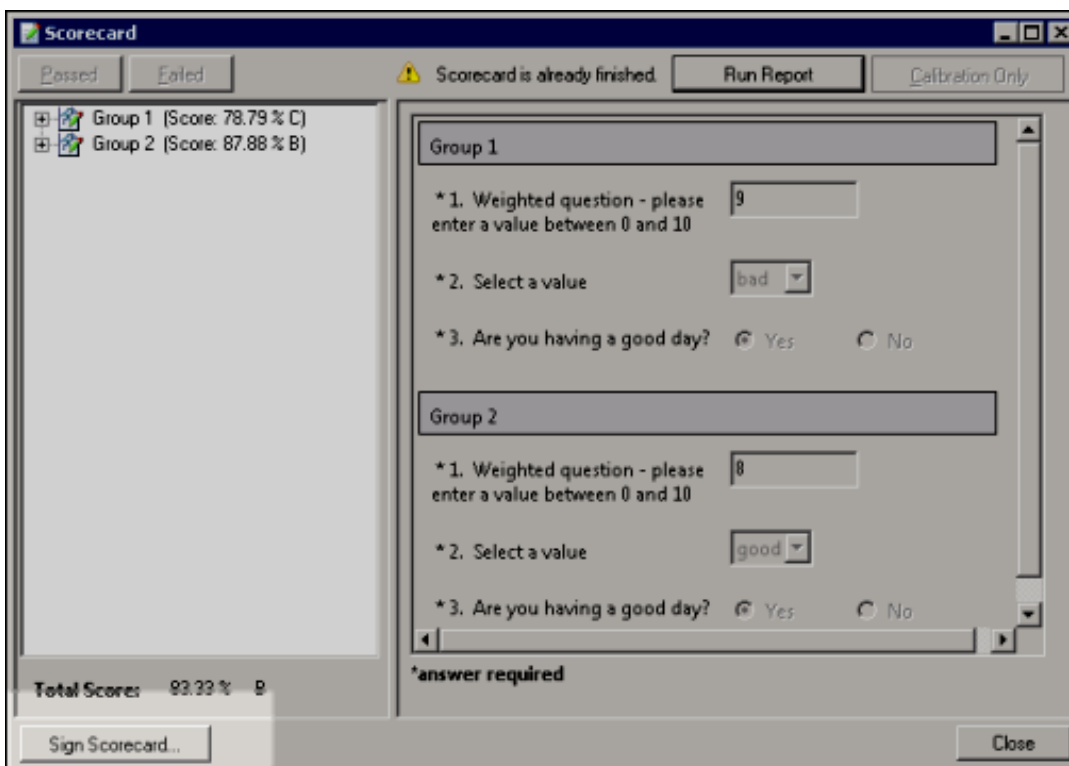 Scorecard
Passed Failed Scorecard is already finished. Run Report Calibration Only
Group 1 (Score: 78.79 % C)
Group 2 (Score: 87.88 % B)
Group 1
*1. Weighted question - please
enter a value between 0 and 10
9
*2. Select a value
bad
*3. Are you having a good day? Yes No
Group 2
*1. Weighted question - please
enter a value between 0 and 10
8
*2. Select a value
good
*3. Are you having a good day? Yes No
*answer required
Total Score: 83.33 % B
Sign Scorecard...
Close